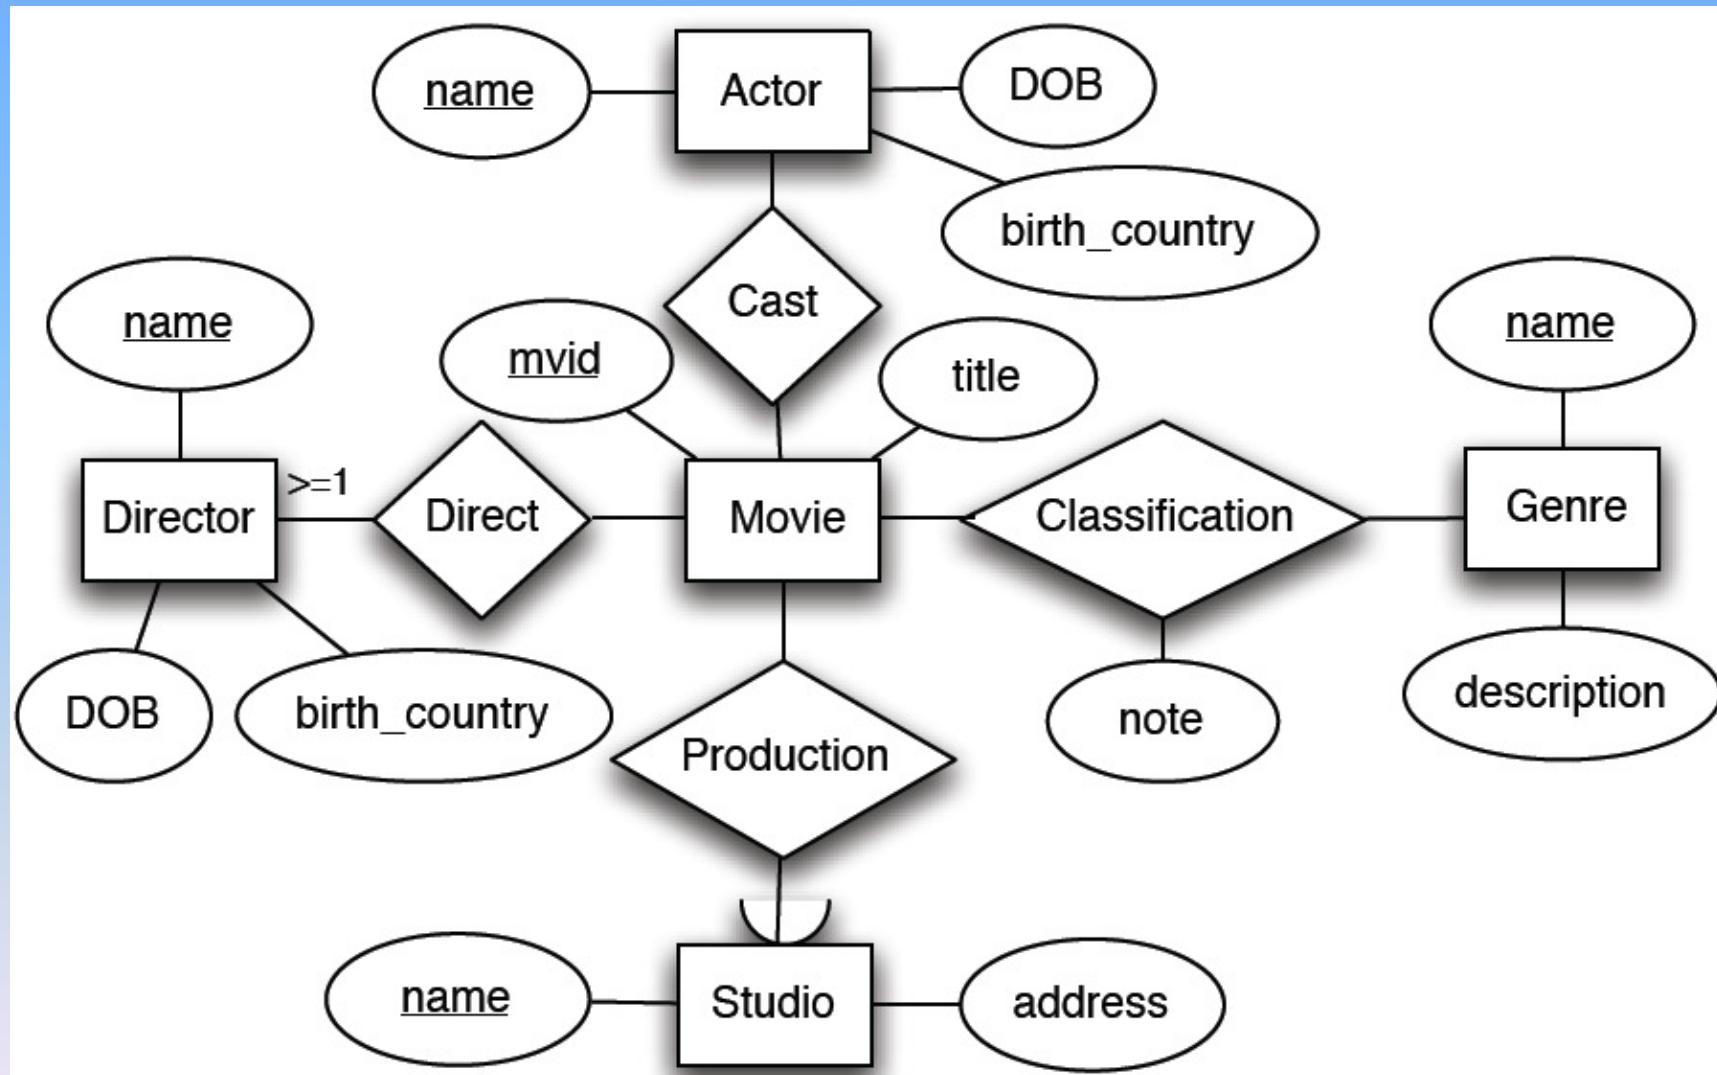 name
Actor
DOB
birth_country
Cast
name
mvid
title
name
Director
>=1
Direct
Movie
Classification
Genre
DOB
birth_country
Production
note
description
name
Studio
address